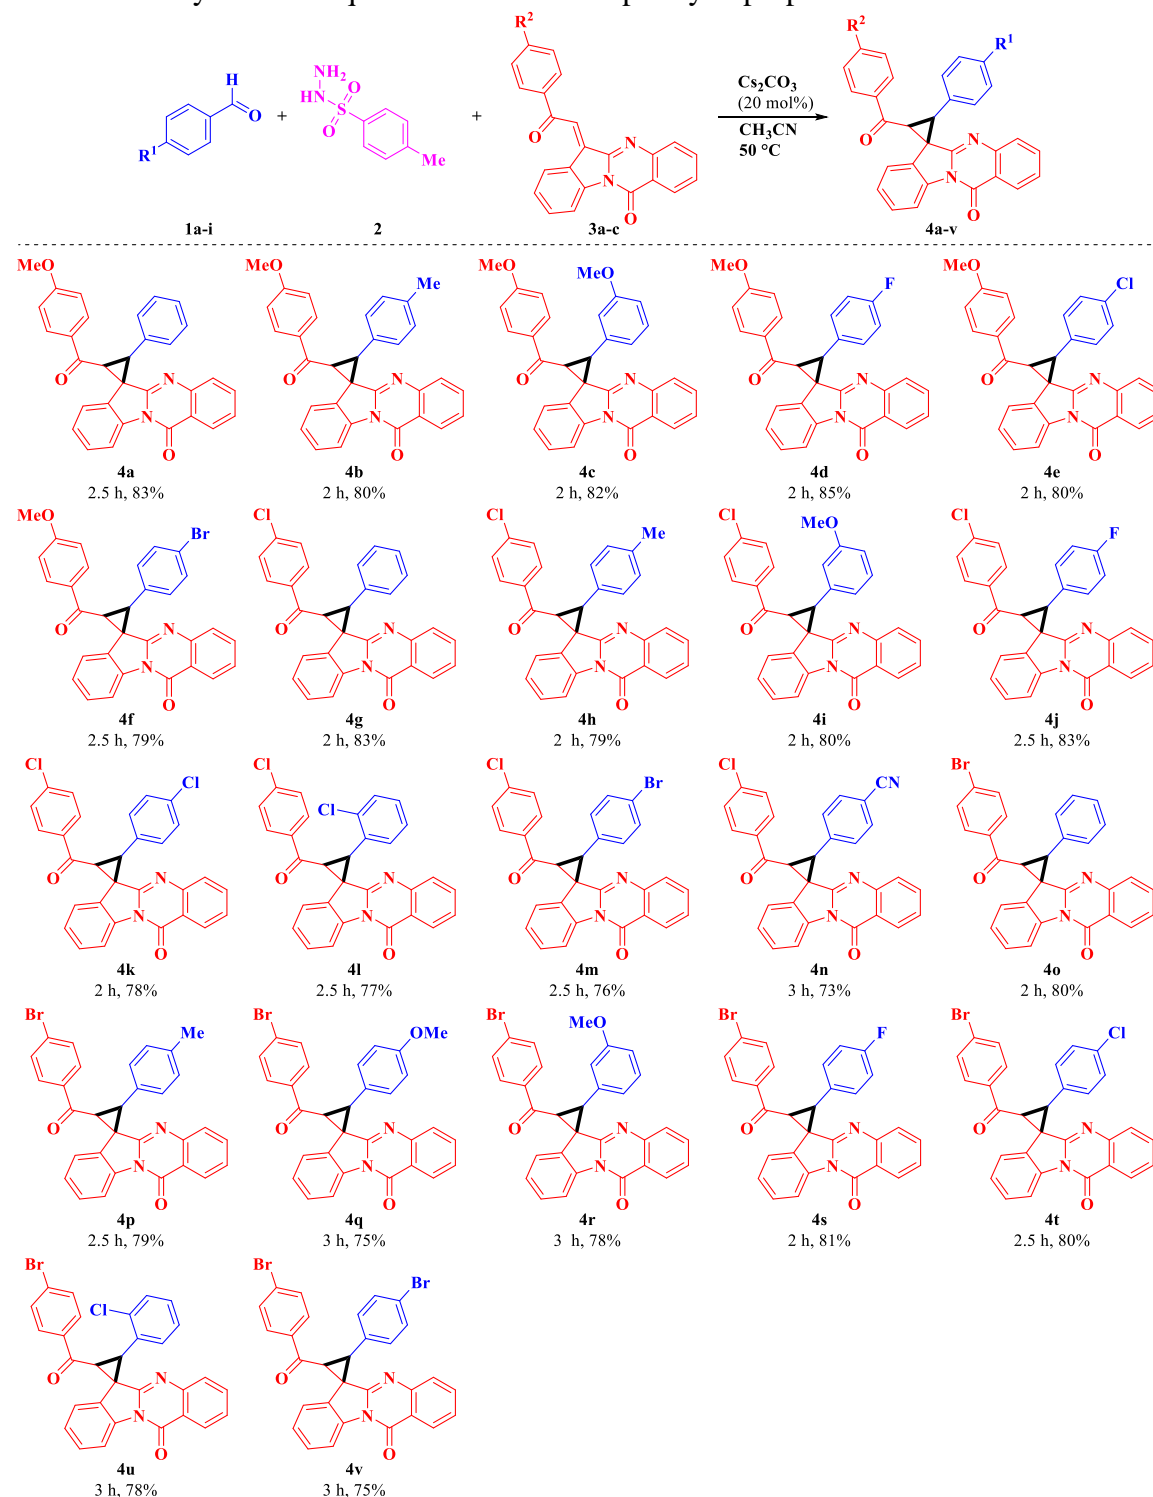 R²
R¹
H
O
R¹
+
NH₂
HN
S
O
O
Me
+
R²
O
N
N
O
Cs₂CO₃
(20 mol%)
CH₃CN
50 °C
O
N
N
O
1a-i 2 3a-c 4a-v
MeO MeO Me MeO MeO MeO F MeO Cl
O N O N O N O N O N
N N N N N
O O O O O
4a 4b 4c 4d 4e
2.5 h, 83% 2 h, 80% 2 h, 82% 2 h, 85% 2 h, 80%
MeO Br Cl Cl Me Cl MeO Cl F
O N O N O N O N O N
N N N N N
O O O O O
4f 4g 4h 4i 4j
2.5 h, 79% 2 h, 83% 2 h, 79% 2 h, 80% 2.5 h, 83%
Cl Cl Cl Cl Cl Br Cl CN Br
O N O N O N O N O N
N N N N N
O O O O O
4k 4l 4m 4n 4o
2 h, 78% 2.5 h, 77% 2.5 h, 76% 3 h, 73% 2 h, 80%
Br Me Br OMe Br MeO Br F Br Cl
O N O N O N O N O N
N N N N N
O O O O O
4p 4q 4r 4s 4t
2.5 h, 79% 3 h, 75% 3 h, 78% 2 h, 81% 2.5 h, 80%
Br Cl Br Br
O N O N
N N
O O
4u 4v
3 h, 78% 3 h, 75%